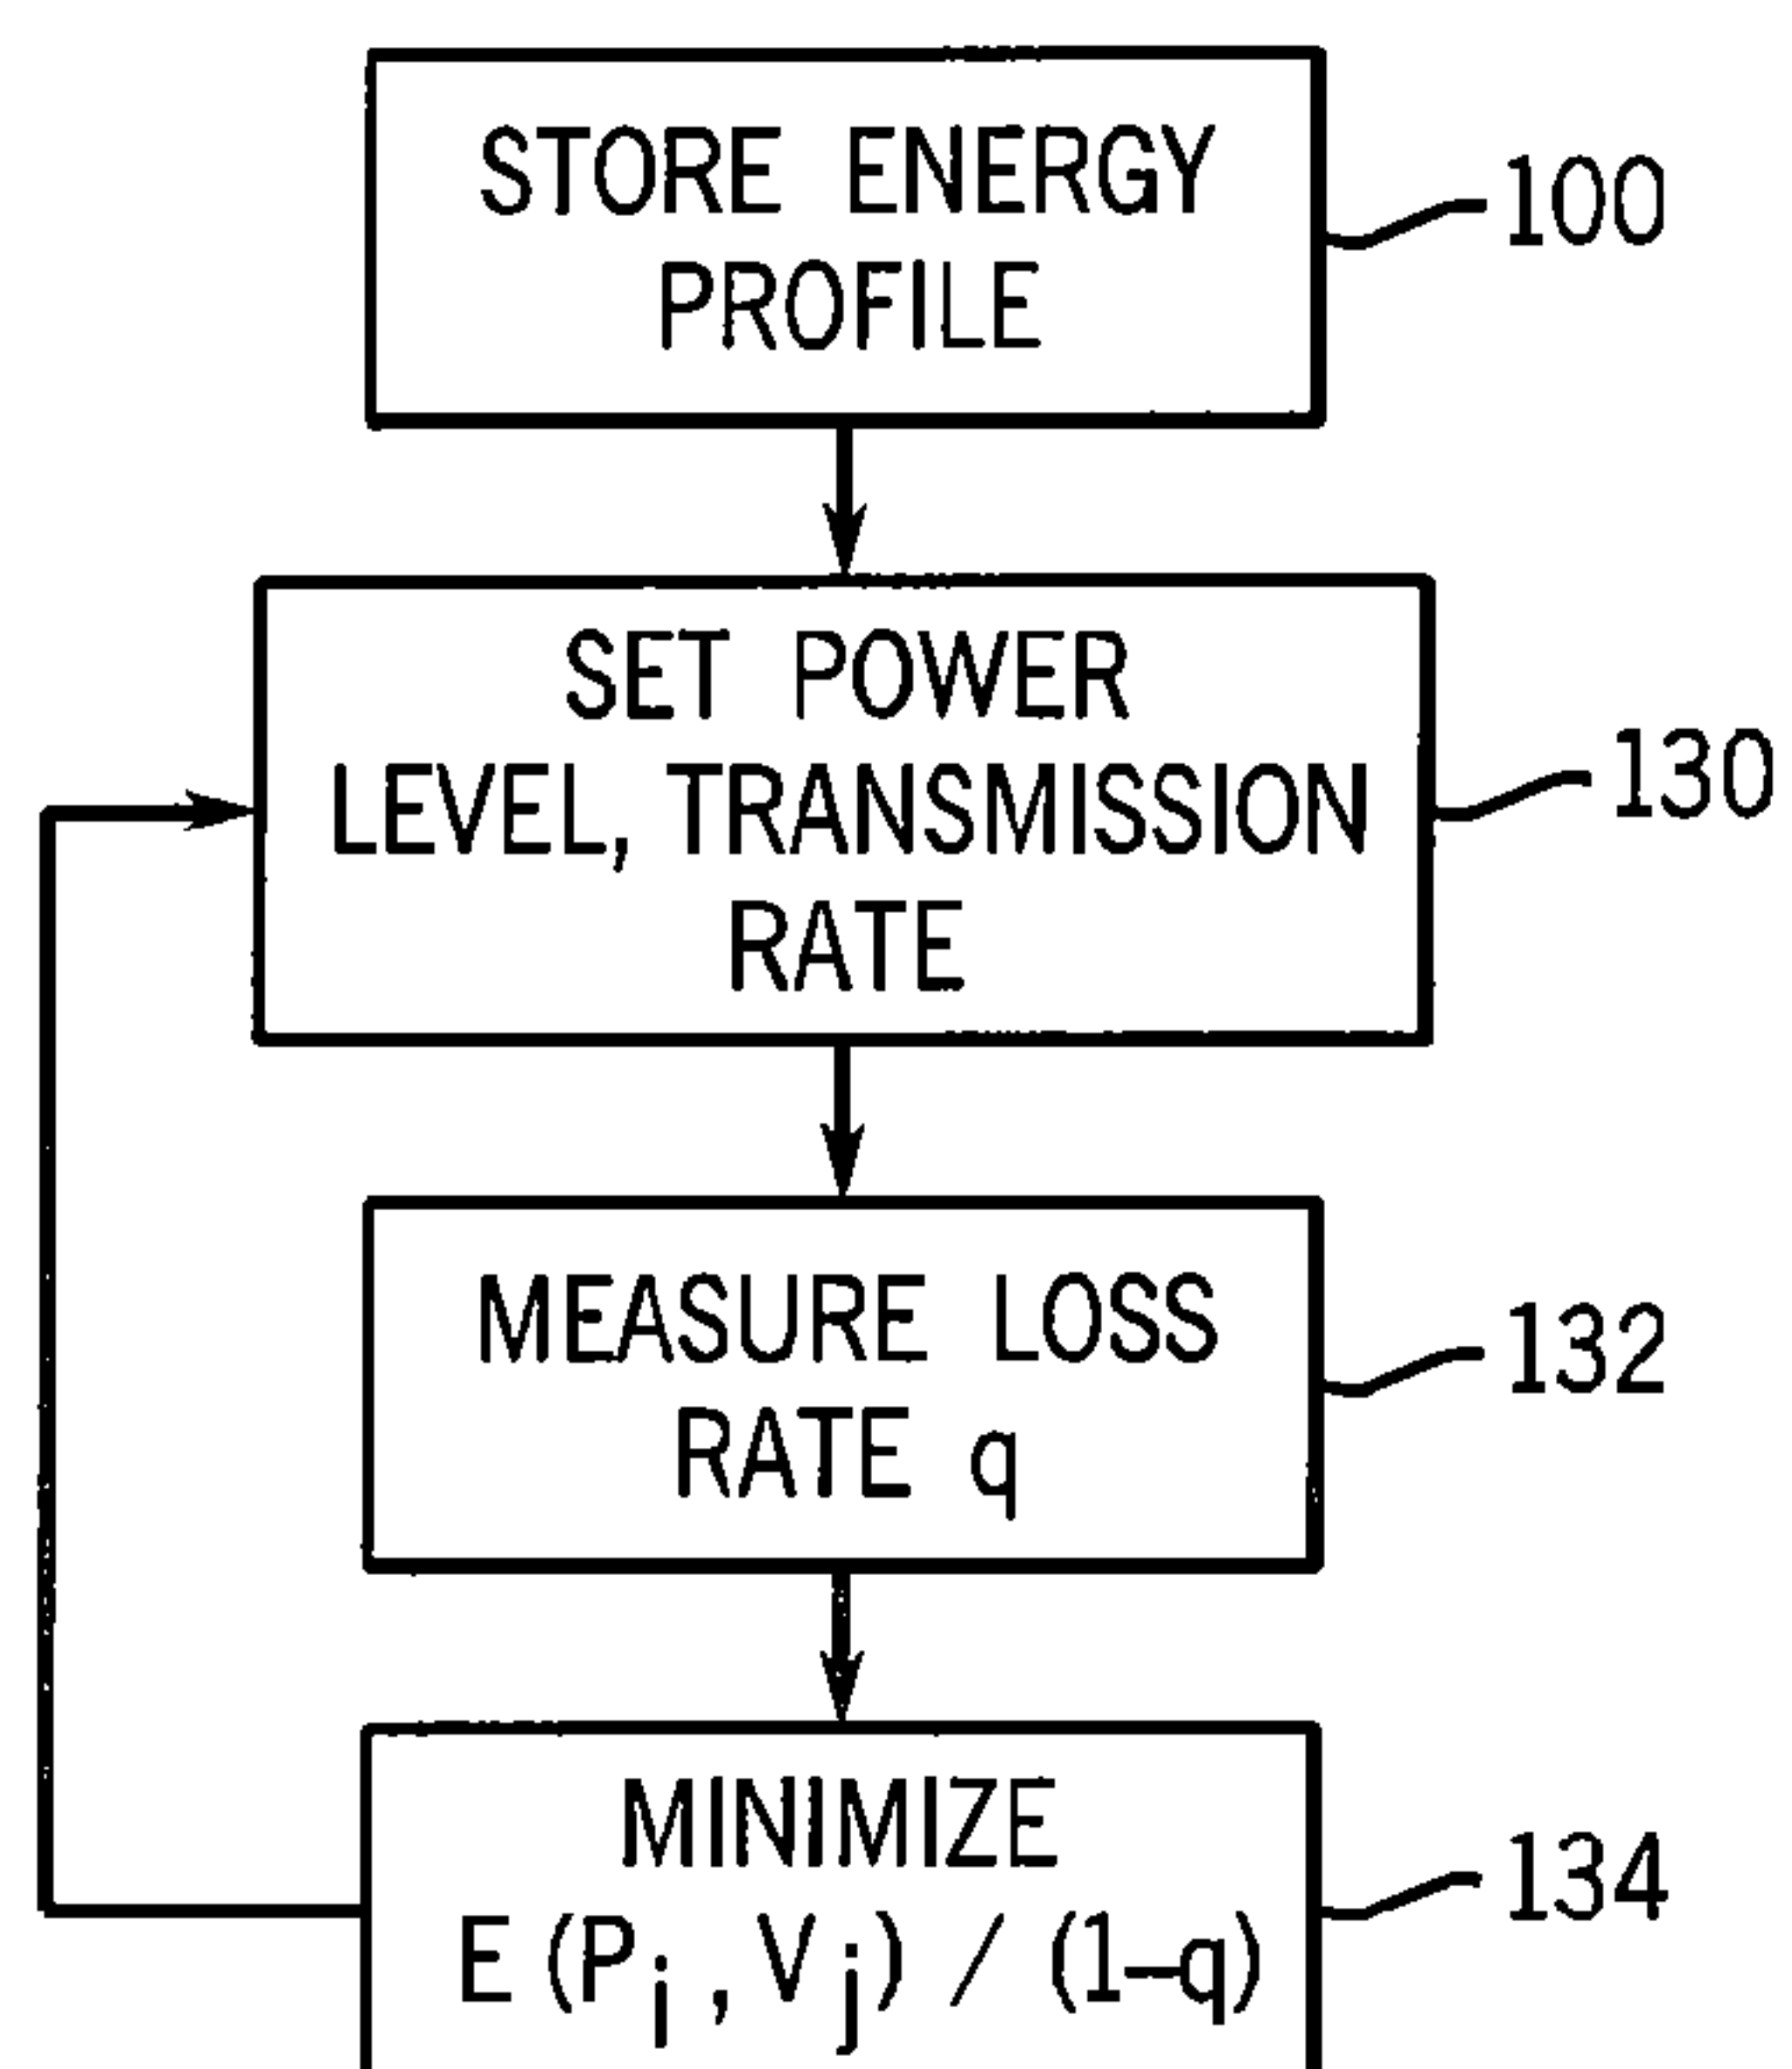 STORE ENERGY
PROFILE
100
SET POWER
LEVEL, TRANSMISSION
RATE
130
MEASURE LOSS
RATE q
132
MINIMIZE
E (Pi , Vj) / (1–q)
134